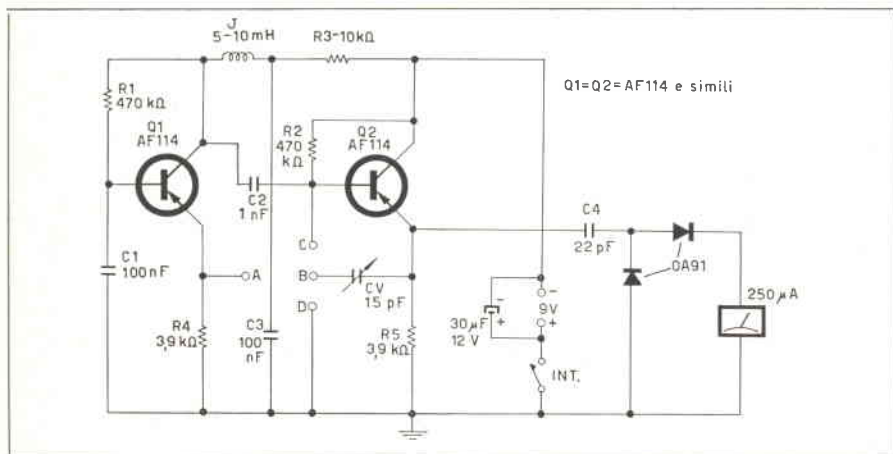 J
5-10mH
R3-10kΩ
Q1=Q2= AF114 e simili
R1
470 kΩ
Q1
AF114
R2
470
kΩ
Q2
AF114
C2
1 nF
C1
100nF
A
C
B
D
CV
15 pF
C4
22 pF
OA91
250 µA
R4
3,9 kΩ
C3
100
nF
R5
3,9kΩ
30µF
12 V
-
+
-
9V
+
INT.